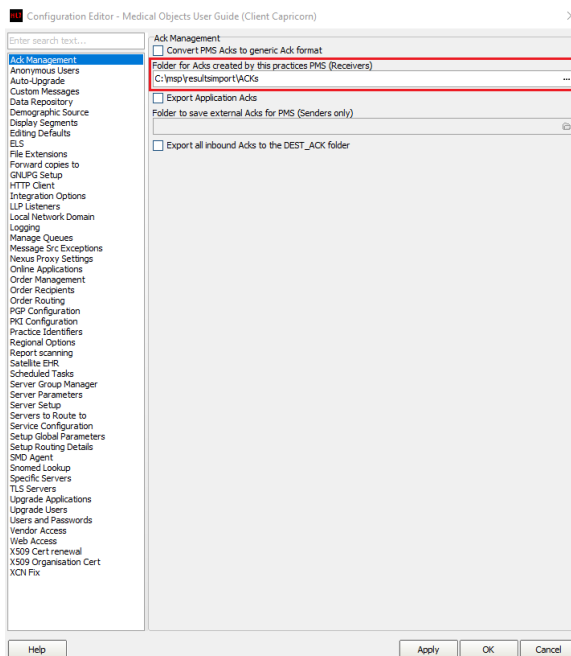 Configuration Editor - Medical Objects User Guide (Client Capricorn)
Enter search text...
Ack Management
Anonymous Users
Auto-Upgrade
Custom Messages
Data Repository
Demographic Source
Display Segments
Editing Defaults
ELS
File Extensions
Forward copies to
GNUPG Setup
HTTP Client
Integration Options
LLP Listeners
Local Network Domain
Logging
Manage Queues
Message Src Exceptions
Nexus Proxy Settings
Online Applications
Order Management
Order Recipients
Order Routing
PGP Configuration
PKI Configuration
Practice Identifiers
Regional Options
Report scanning
Satellite EHR
Scheduled Tasks
Server Group Manager
Server Parameters
Server Setup
Servers to Route to
Service Configuration
Setup Global Parameters
Setup Routing Details
SMD Agent
Snomed Lookup
Specific Servers
TLS Servers
Upgrade Applications
Upgrade Users
Users and Passwords
Vendor Access
Web Access
X509 Cert renewal
X509 Organisation Cert
XCN Fix
Ack Management
Convert PMS Acks to generic Ack format
Folder for Acks created by this practices PMS (Receivers)
C:\msp\resultsimport\ACKs
...
Export Application Acks
Folder to save external Acks for PMS (Senders only)
Export all inbound Acks to the DEST_ACK folder
Help
Apply
OK
Cancel